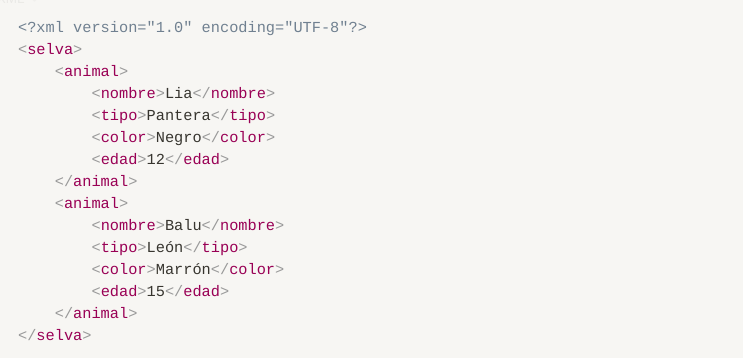 <?xml version="1.0" encoding="UTF-8"?>
<selva>
    <animal>
        <nombre>Lia</nombre>
        <tipo>Pantera</tipo>
        <color>Negro</color>
        <edad>12</edad>
    </animal>
    <animal>
        <nombre>Balu</nombre>
        <tipo>León</tipo>
        <color>Marrón</color>
        <edad>15</edad>
    </animal>
</selva>